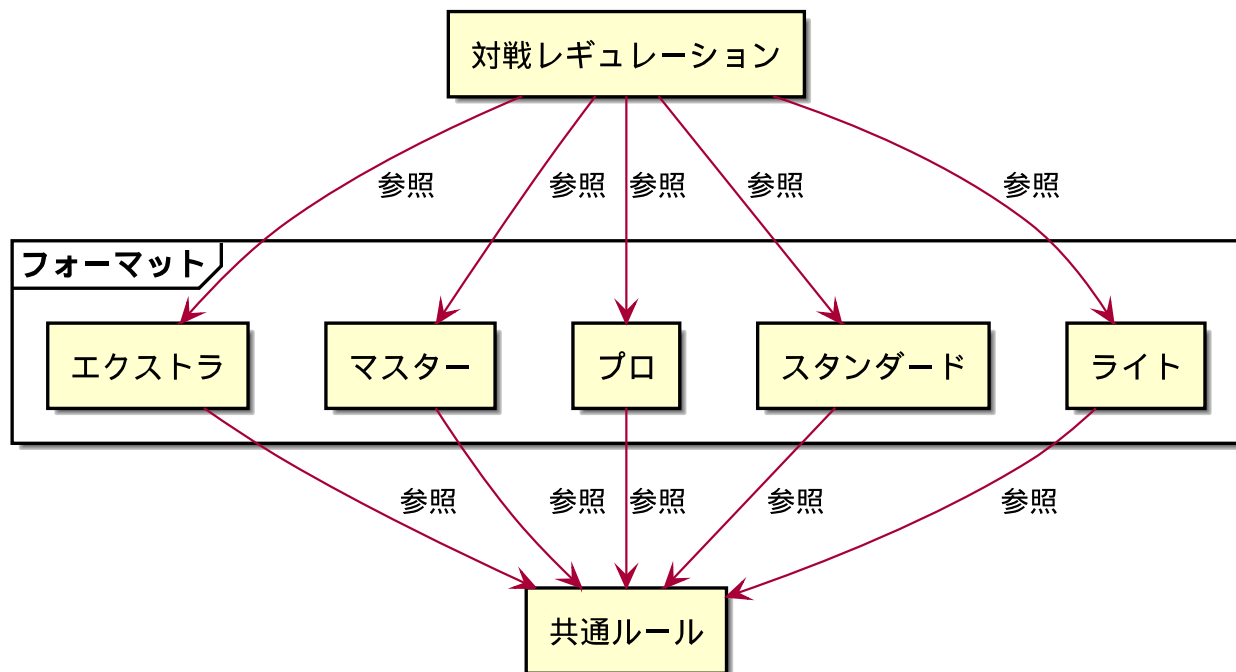 対戦レギュレーション
参照
参照
参照
参照
参照
フォーマット
エクストラ
マスター
プロ
スタンダード
ライト
参照
参照
参照
参照
参照
共通ルール